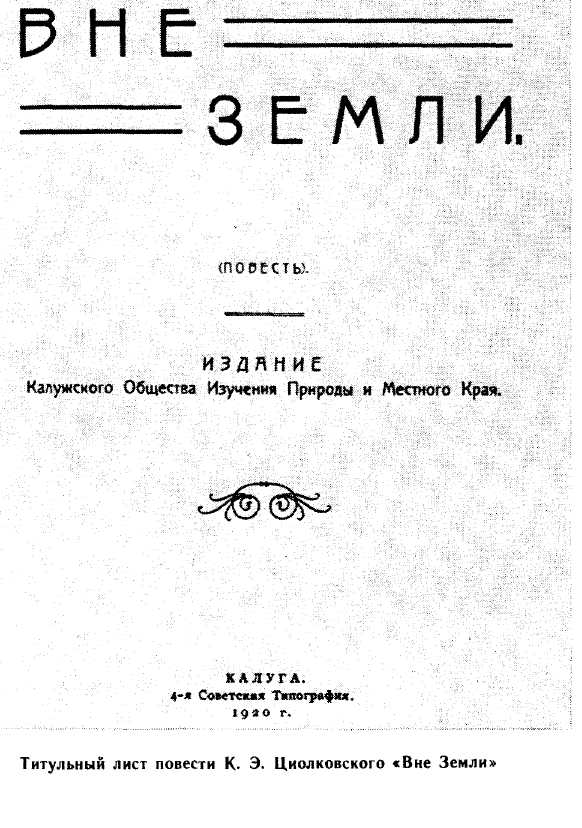 ВНЕ
ЗЕМЛИ.
(ПОВЕСТЬ).
ИЗДАНИЕ
Калужского Общества Изучения Природы и Местного Края.
КАЛУГА.
4-я Советская Типография.
1920 г.
Титульный лист повести К. Э. Циолковского «Вне Земли»